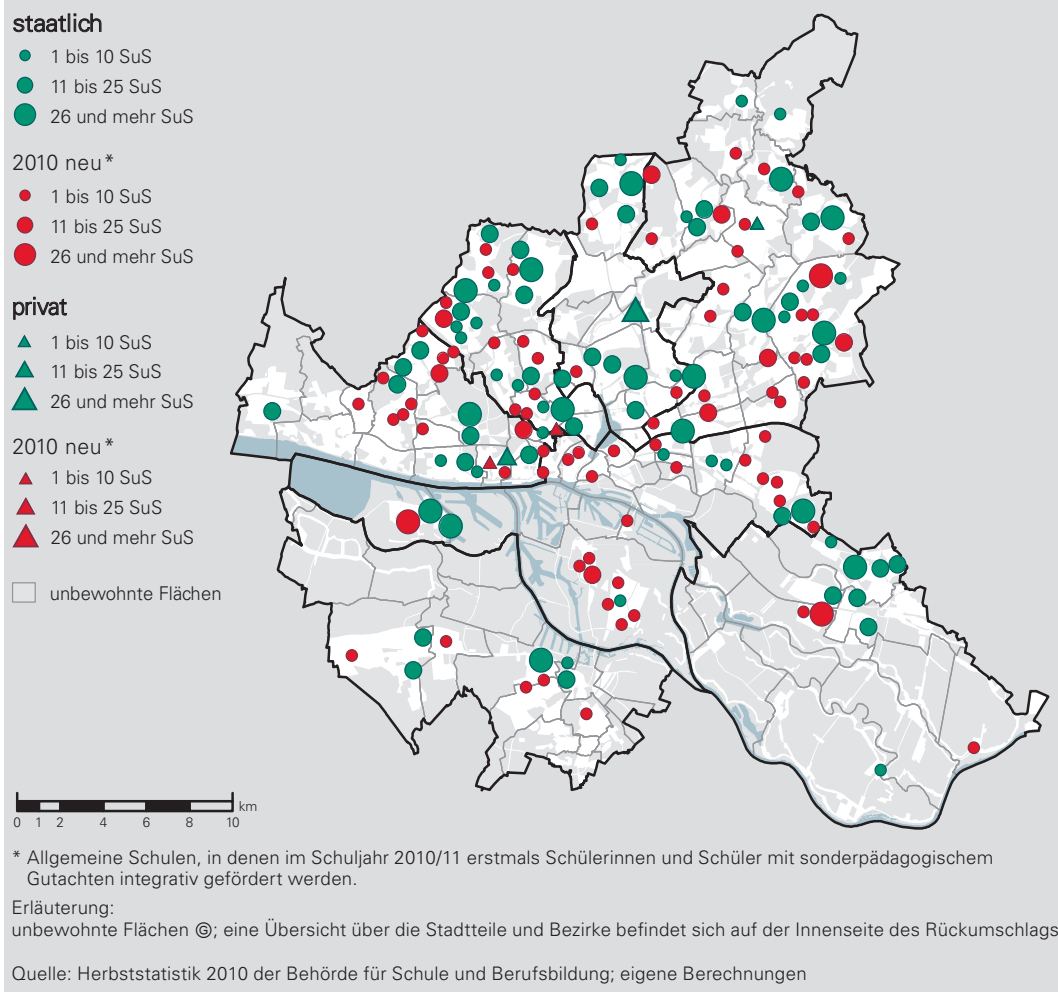 staatlich
1 bis 10 SuS
11 bis 25 SuS
26 und mehr SuS
2010 neu*
1 bis 10 SuS
11 bis 25 SuS
26 und mehr SuS
privat
1 bis 10 SuS
11 bis 25 SuS
26 und mehr SuS
2010 neu*
1 bis 10 SuS
11 bis 25 SuS
26 und mehr SuS
unbewohnte Flächen
km
0 1 2 4 6 8 10
* Allgemeine Schulen, in denen im Schuljahr 2010/11 erstmals Schülerinnen und Schüler mit sonderpädagogischem
Gutachten integrativ gefördert werden.
Erläuterung:
unbewohnte Flächen ©; eine Übersicht über die Stadtteile und Bezirke befindet sich auf der Innenseite des Rückumschlags
Quelle: Herbststatistik 2010 der Behörde für Schule und Berufsbildung; eigene Berechnungen